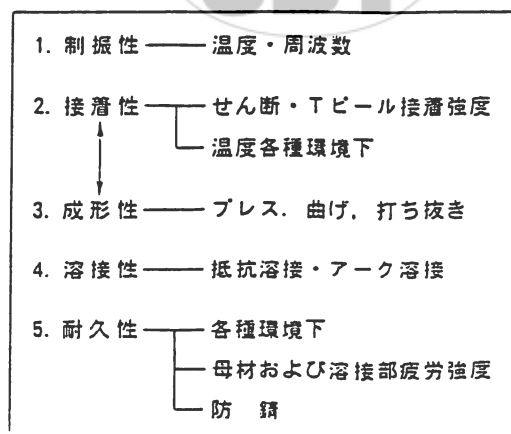 1. 制振性 温度・周波数
2. 接着性 せん断・Tピール接着強度
温度各種環境下
3. 成形性 プレス．曲げ，打ち抜き
4. 溶接性 抵抗溶接・アーク溶接
5. 耐久性 各種環境下
母材および溶接部疲労強度
防錆